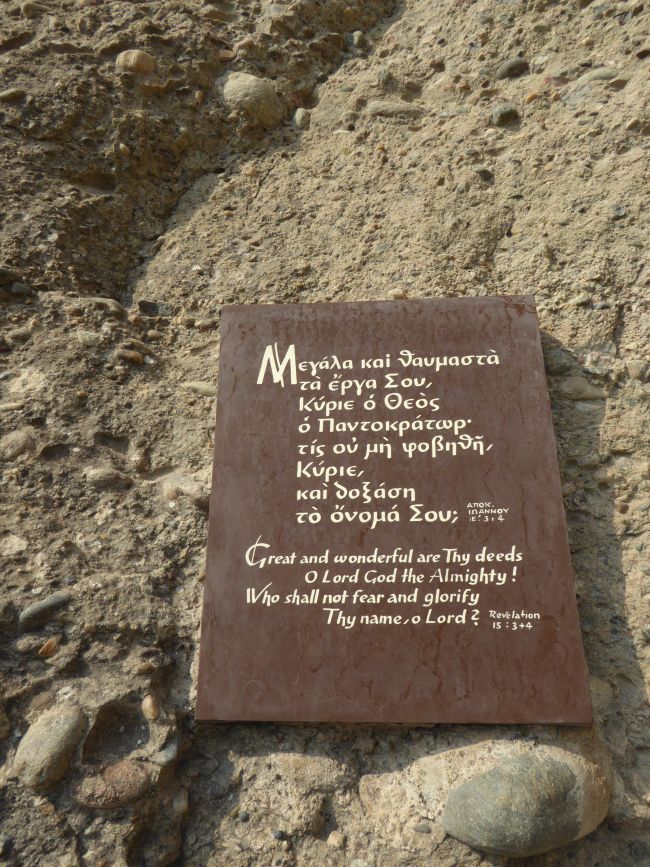 Μεγάλα καὶ θαυμαστὰ
τὰ ἔργα Σου,
Κύριε ὁ Θεὸς
ὁ Παντοκράτωρ·
τίς οὐ μὴ φοβηθῇ,
Κύριε,
καὶ δοξάσῃ
τὸ ὄνομά Σου;
ΑΠΟΚ.
ΙΩΑΝΝΟΥ
ΙΕ΄: 3+4
Great and wonderful are Thy deeds
O Lord God the Almighty!
Who shall not fear and glorify
Thy name, o Lord?
Revelation
15:3+4